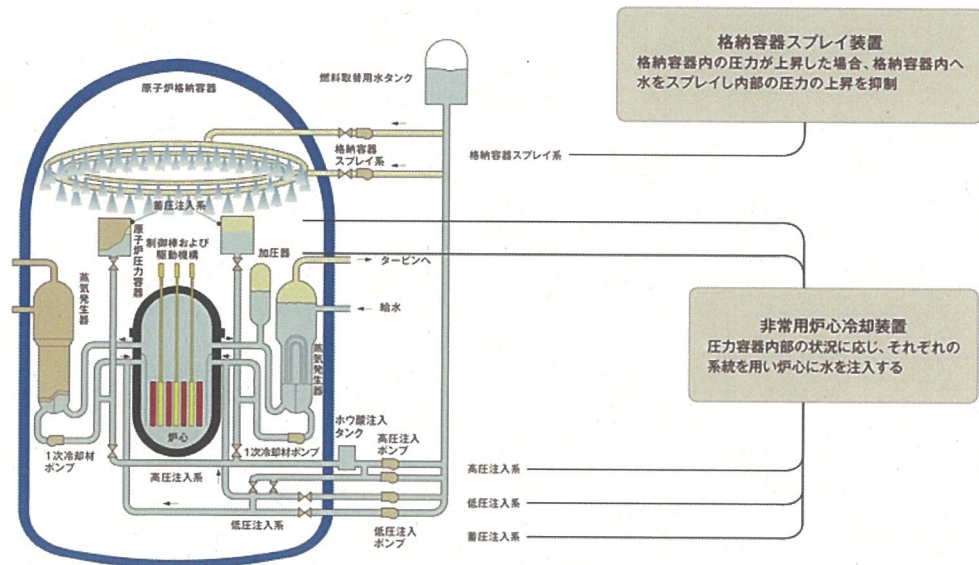 格納容器スプレイ装置
格納容器内の圧力が上昇した場合、格納容器内へ
水をスプレイし内部の圧力の上昇を抑制
燃料取替用水タンク
原子炉格納容器
格納容器
スプレイ系
格納容器スプレイ系
蓄圧注入系
原子炉圧力容器
制御棒および
駆動機構
加圧器
タービンへ
蒸気発生器
給水
蒸気発生器
非常用炉心冷却装置
圧力容器内部の状況に応じ、それぞれの
系統を用い炉心に水を注入する
炉心
ホウ酸注入
タンク
1次冷却材
ポンプ
1次冷却材ポンプ
高圧注入
ポンプ
高圧注入系
高圧注入系
低圧注入系
低圧注入系
低圧注入
ポンプ
蓄圧注入系